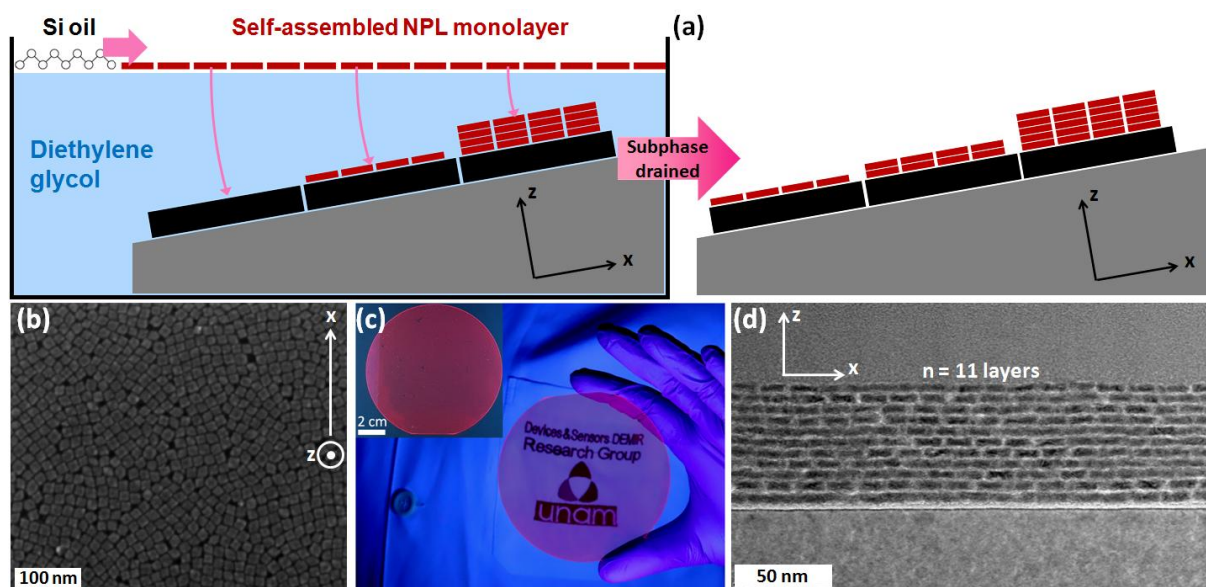 Si oil
Self-assembled NPL monolayer
(a)
Diethylene
glycol
z
x
Subphase
drained
z
x
(b)
x
z
100 nm
(c)
2 cm
Devices&Sensors.DEMIR
Research Group
unam
(d)
z
x
n = 11 layers
50 nm